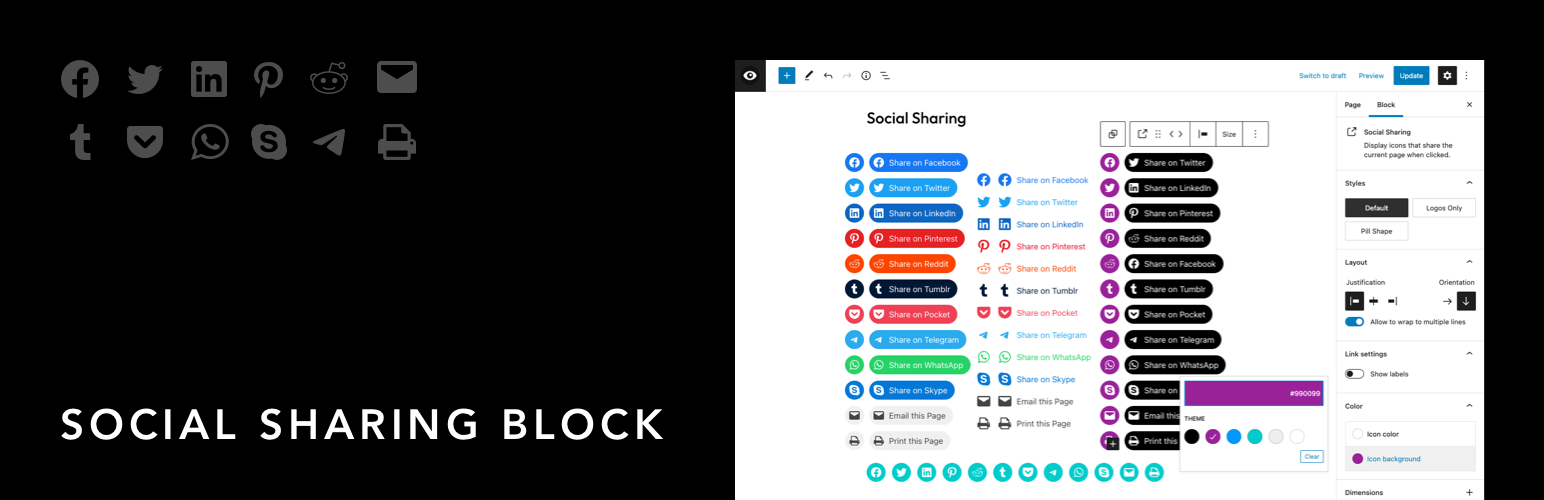 SOCIAL SHARING BLOCK
Switch to draft
Preview
Update
Social Sharing
Size
Share on Facebook
Share on Twitter
Share on LinkedIn
Share on Pinterest
Share on Reddit
Share on Tumblr
Share on Pocket
Share on Telegram
Share on WhatsApp
Share on Skype
Email this Page
Print this Page
Share on Facebook
Share on Twitter
Share on LinkedIn
Share on Pinterest
Share on Reddit
Share on Tumblr
Share on Pocket
Share on Telegram
Share on WhatsApp
Share on Skype
Email this Page
Print this Page
Share on Twitter
Share on LinkedIn
Share on Pinterest
Share on Reddit
Share on Facebook
Share on Tumblr
Share on Pocket
Share on Telegram
Share on WhatsApp
Share on
Email this
Print this
#990099
THEME
Clear
Page
Block
Social Sharing
Display icons that share the
current page when clicked.
Styles
Default
Logos Only
Pill Shape
Layout
Justification
Orientation
Allow to wrap to multiple lines
Link settings
Show labels
Color
Icon color
Icon background
Dimensions